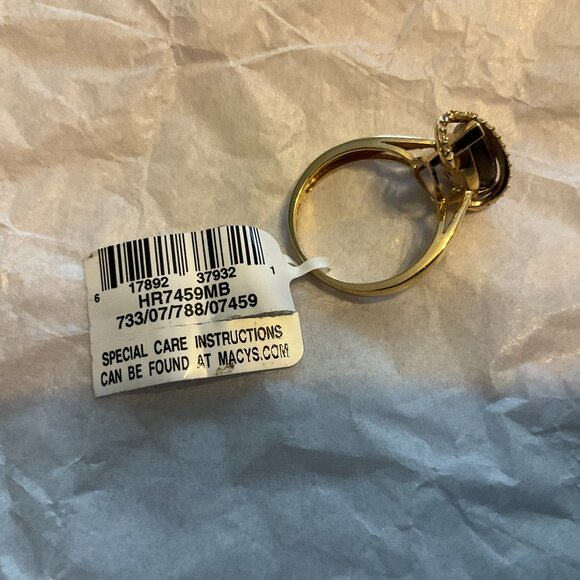 6 17892 37932 1
HR7459MB
733/07/788/07459
SPECIAL CARE INSTRUCTIONS
CAN BE FOUND AT MACYS.COM